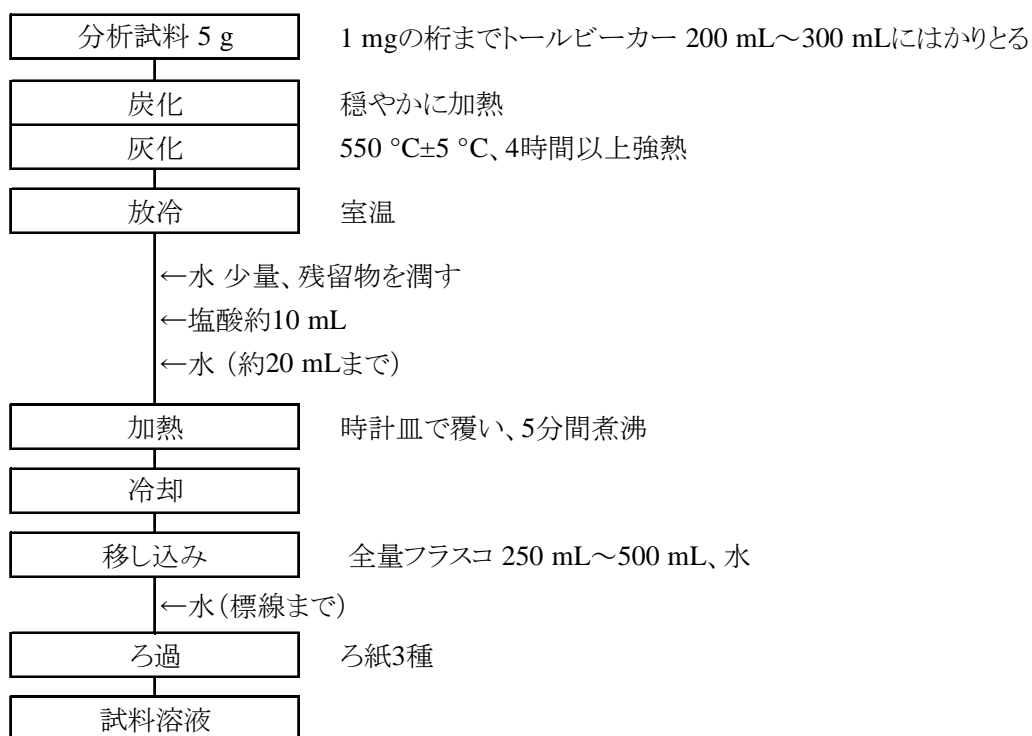 分析試料 5 g 1 mgの桁までトールビーカー 200 mL～300 mLにはかりとる
炭化 穏やかに加熱
灰化 550 °C±5 °C、4時間以上強熱
放冷 室温
←水 少量、残留物を潤す
←塩酸約10 mL
←水（約20 mLまで）
加熱 時計皿で覆い、5分間煮沸
冷却
移し込み 全量フラスコ 250 mL～500 mL、水
←水（標線まで）
ろ過 ろ紙3種
試料溶液